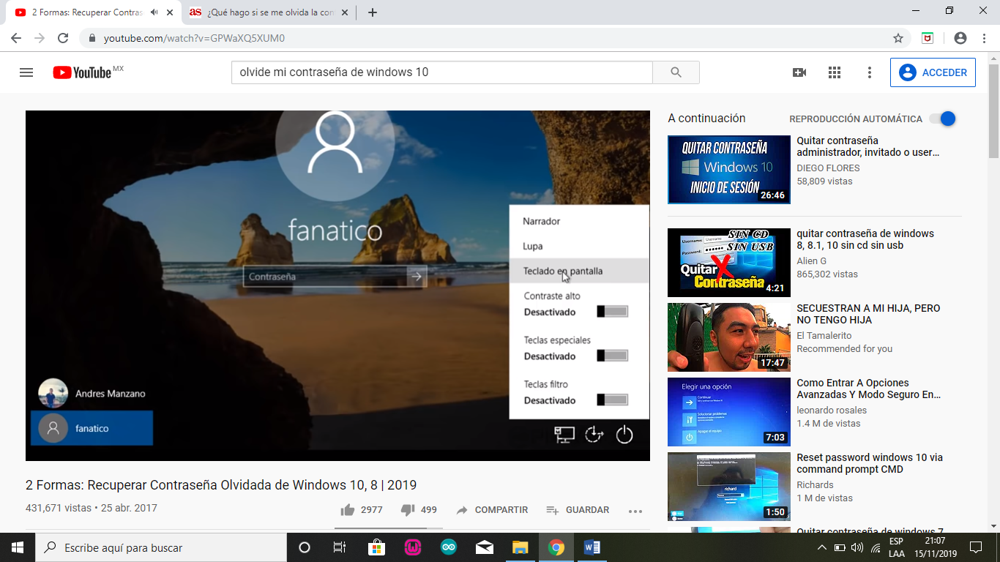 2 Formas: Recuperar Contras
¿Qué hago si se me olvida la con
youtube.com/watch?v=GPWaXQ5XUM0
YouTube MX
olvide mi contraseña de windows 10
ACCEDER
fanatico
Contraseña
Narrador
Lupa
Teclado en pantalla
Contraste alto
Desactivado
Teclas especiales
Desactivado
Teclas filtro
Desactivado
Andres Manzano
fanatico
2 Formas: Recuperar Contraseña Olvidada de Windows 10, 8 | 2019
431,671 vistas • 25 abr. 2017
2977
499
COMPARTIR
GUARDAR
A continuación
REPRODUCCIÓN AUTOMÁTICA
QUITAR CONTRASEÑA
Windows 10
INICIO DE SESIÓN
26:46
Quitar contraseña
administrador, invitado o user...
DIEGO FLORES
58,809 vistas
Username:
Password:
SIN CD
SIN USB
Quitar
Contraseña
4:21
quitar contraseña de windows
8, 8.1, 10 sin cd sin usb
Alien G
865,302 vistas
17:47
SECUESTRAN A MI HIJA, PERO
NO TENGO HIJA
El Tamalerito
Recommended for you
Elegir una opción
Continuar
Solucionar problemas
Apagar el equipo
7:03
Como Entrar A Opciones
Avanzadas Y Modo Seguro En...
leonardo rosales
1.4 M de vistas
richard
1:50
Reset password windows 10 via
command prompt CMD
Richards
1 M de vistas
Quitar contraseña de windows 7
Escribe aquí para buscar
ESP
LAA
21:07
15/11/2019